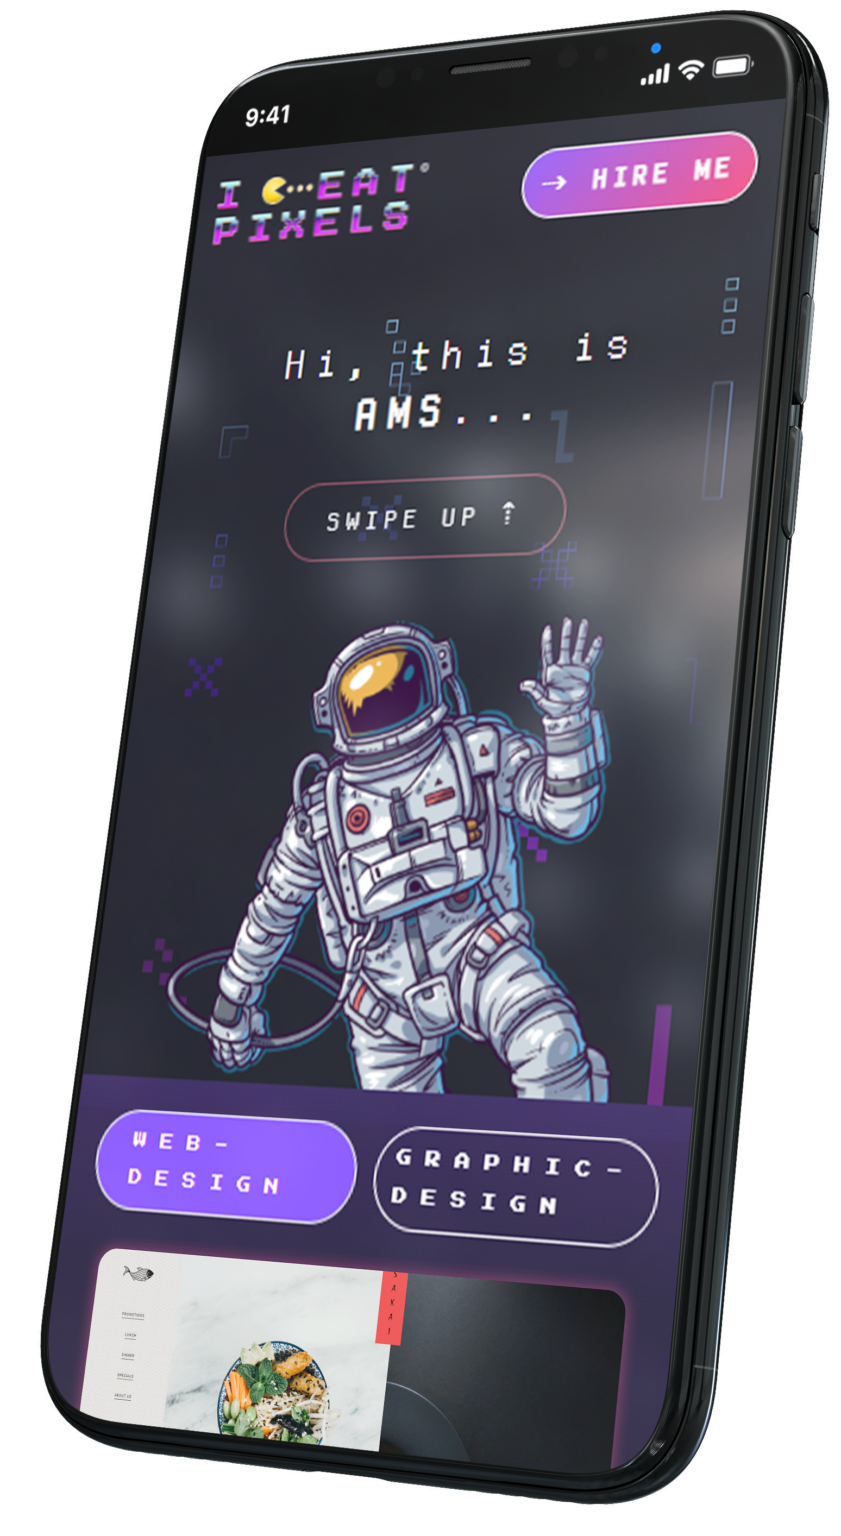 9:41
I EAT©
PIXELS
→ HIRE ME
Hi, this is
AMS...
SWIPE UP ⇡
WEB-
DESIGN
GRAPHIC-
DESIGN
SAKAI
PROMOTIONS
LUNCH
DINNER
SPECIALS
ABOUT US